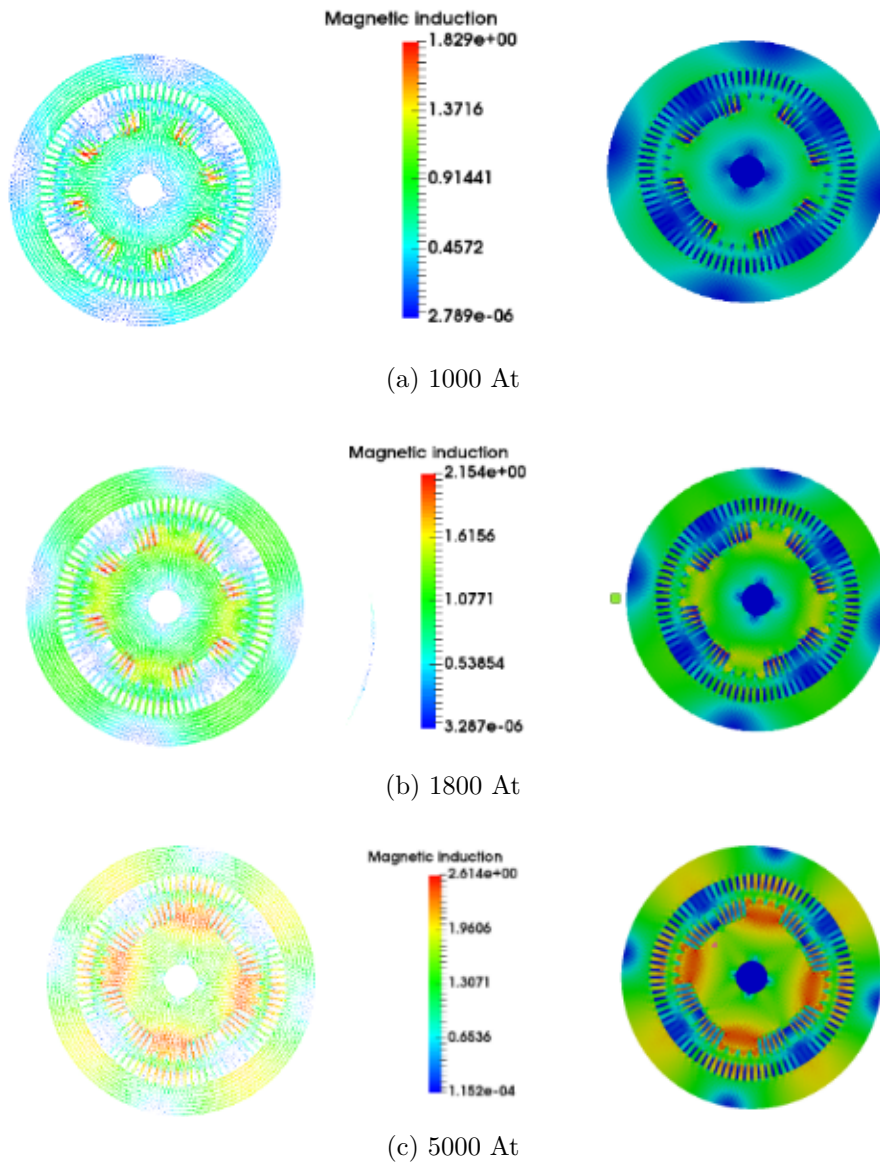 Magnetic induction
1.829e+00
1.3716
0.91441
0.4572
2.789e-06
(a) 1000 At
Magnetic induction
2.154e+00
1.6156
1.0771
0.53854
3.287e-06
(b) 1800 At
Magnetic induction
2.614e+00
1.9606
1.3071
0.6536
1.152e-04
(c) 5000 At